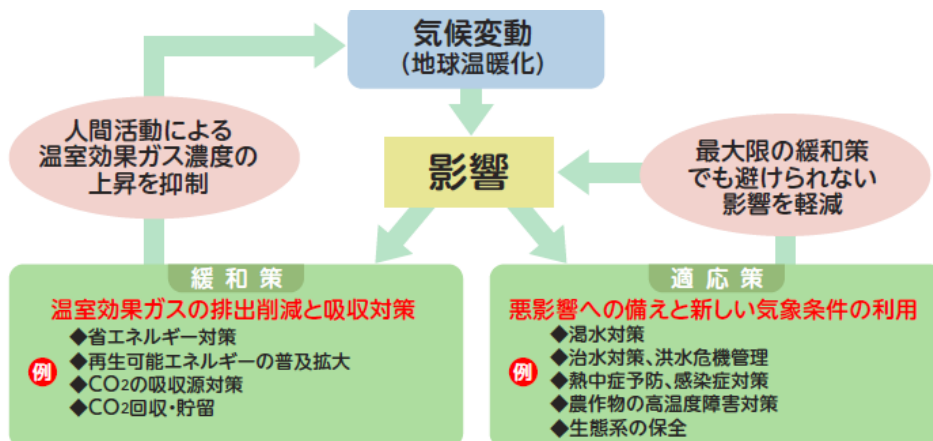 気候変動
(地球温暖化)
人間活動による
温室効果ガス濃度の
上昇を抑制
影響
最大限の緩和策
でも避けられない
影響を軽減
緩和策
温室効果ガスの排出削減と吸収対策
例
◆省エネルギー対策
◆再生可能エネルギーの普及拡大
◆CO2の吸収源対策
◆CO2回収・貯留
適応策
悪影響への備えと新しい気象条件の利用
例
◆渇水対策
◆治水対策、洪水危機管理
◆熱中症予防、感染症対策
◆農作物の高温度障害対策
◆生態系の保全